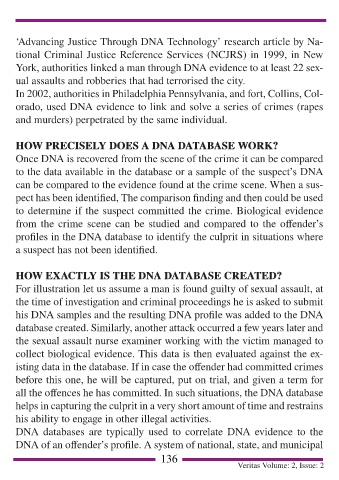 ‘Advancing Justice Through DNA Technology’ research article by Na-
tional Criminal Justice Reference Services (NCJRS) in 1999, in New
York, authorities linked a man through DNA evidence to at least 22 sex-
ual assaults and robberies that had terrorised the city.
In 2002, authorities in Philadelphia Pennsylvania, and fort, Collins, Col-
orado, used DNA evidence to link and solve a series of crimes (rapes
and murders) perpetrated by the same individual.
HOW PRECISELY DOES A DNA DATABASE WORK?
Once DNA is recovered from the scene of the crime it can be compared
to the data available in the database or a sample of the suspect’s DNA
can be compared to the evidence found at the crime scene. When a sus-
pect has been identified, The comparison finding and then could be used
to determine if the suspect committed the crime. Biological evidence
from the crime scene can be studied and compared to the offender’s
profiles in the DNA database to identify the culprit in situations where
a suspect has not been identified.
HOW EXACTLY IS THE DNA DATABASE CREATED?
For illustration let us assume a man is found guilty of sexual assault, at
the time of investigation and criminal proceedings he is asked to submit
his DNA samples and the resulting DNA profile was added to the DNA
database created. Similarly, another attack occurred a few years later and
the sexual assault nurse examiner working with the victim managed to
collect biological evidence. This data is then evaluated against the ex-
isting data in the database. If in case the offender had committed crimes
before this one, he will be captured, put on trial, and given a term for
all the offences he has committed. In such situations, the DNA database
helps in capturing the culprit in a very short amount of time and restrains
his ability to engage in other illegal activities.
DNA databases are typically used to correlate DNA evidence to the
DNA of an offender’s profile. A system of national, state, and municipal
136
Veritas Volume: 2, Issue: 2